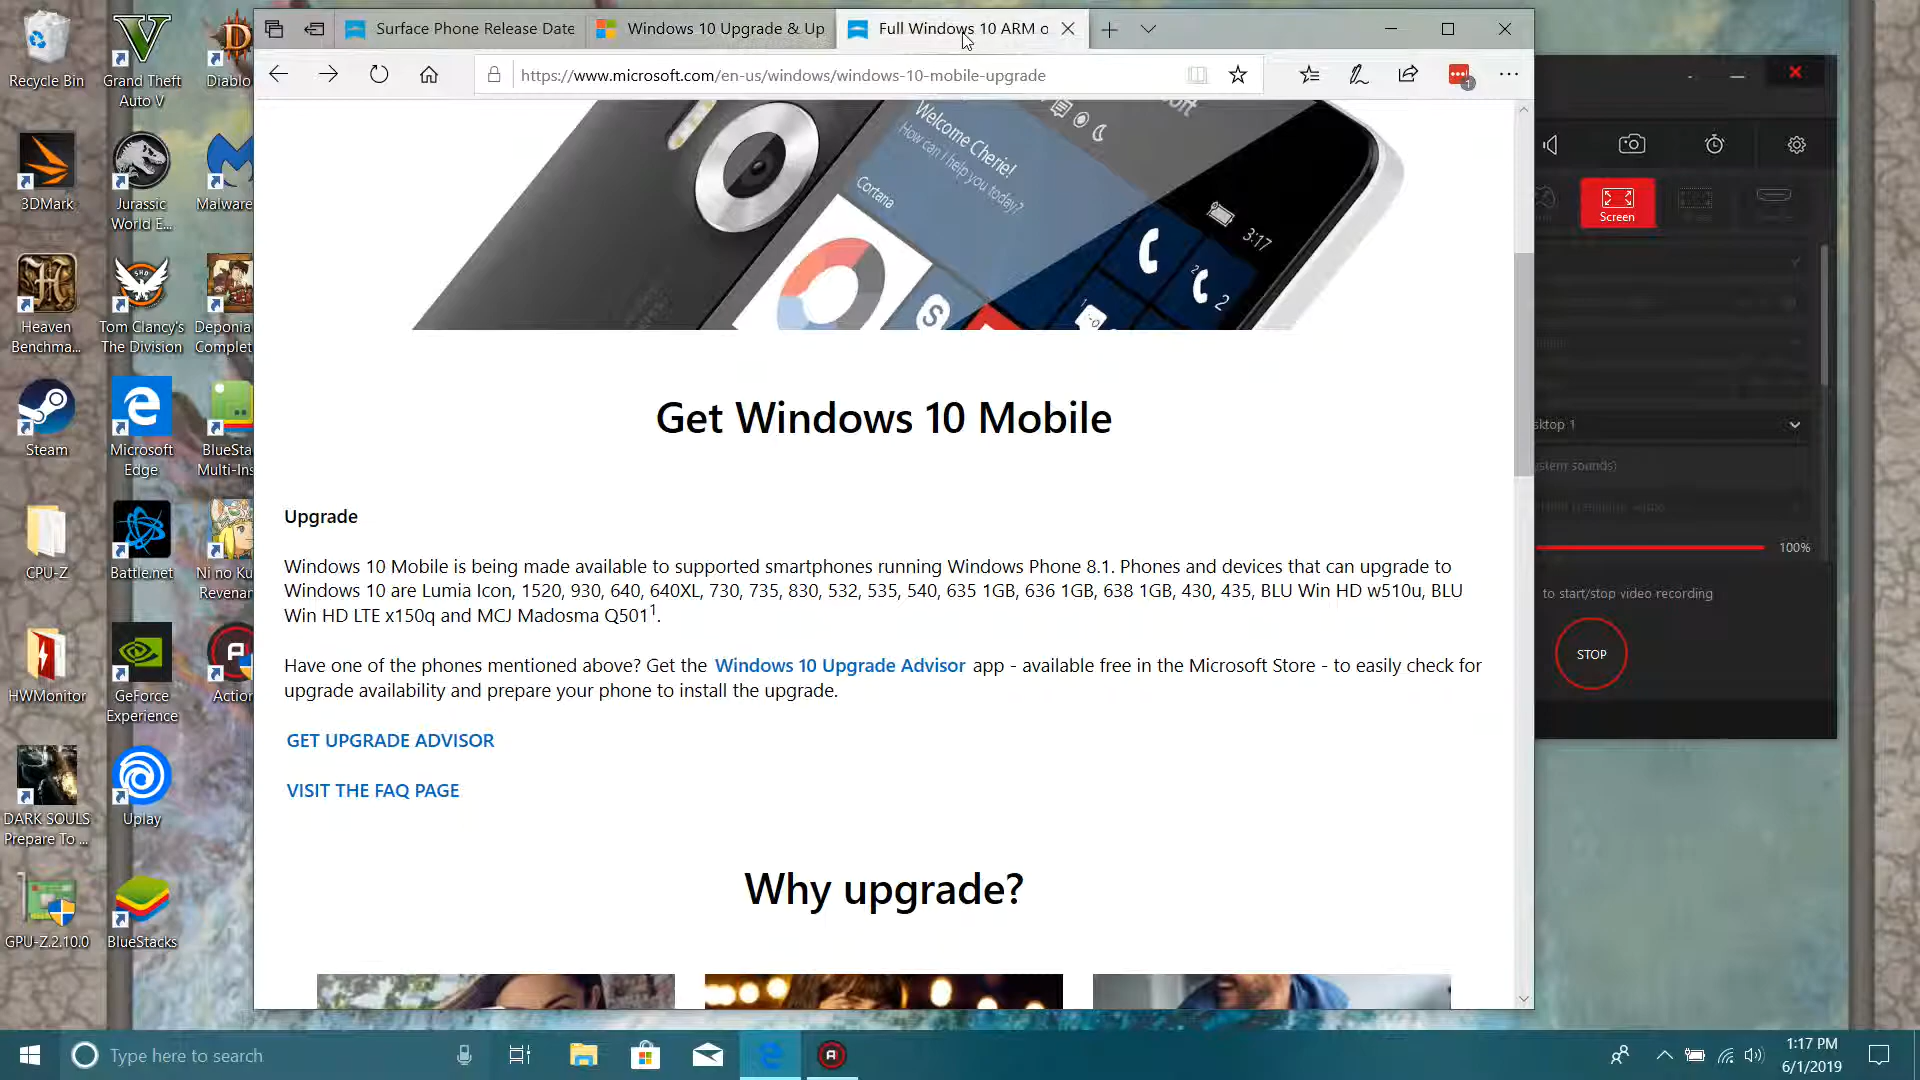 Surface Phone Release Date
Windows 10 Upgrade & Up
Full Windows 10 ARM o
https://www.microsoft.com/en-us/windows/windows-10-mobile-upgrade
1
Welcome Cherie!
How can I help you today?
Cortana
3:17
2
2
Get Windows 10 Mobile
Upgrade
Windows 10 Mobile is being made available to supported smartphones running Windows Phone 8.1. Phones and devices that can upgrade to
Windows 10 are Lumia Icon, 1520, 930, 640, 640XL, 730, 735, 830, 532, 535, 540, 635 1GB, 636 1GB, 638 1GB, 430, 435, BLU Win HD w510u, BLU
Win HD LTE x150q and MCJ Madosma Q501¹.
Have one of the phones mentioned above? Get the Windows 10 Upgrade Advisor app - available free in the Microsoft Store - to easily check for
upgrade availability and prepare your phone to install the upgrade.
GET UPGRADE ADVISOR
VISIT THE FAQ PAGE
Why upgrade?
Recycle Bin
Grand Theft
Auto V
Diablo
3DMark
Jurassic
World E...
Malware
Heaven
Benchma...
Tom Clancy's
The Division
Deponia
Complet
Steam
Microsoft
Edge
BlueSta
Multi-Ins
CPU-Z
Battle.net
Ni no Ku
Revenar
HWMonitor
GeForce
Experience
Action
DARK SOULS
Prepare To ...
Uplay
GPU-Z.2.10.0
BlueStacks
Screen
sktop 1
stem sounds)
100%
to start/stop video recording
STOP
Type here to search
1:17 PM
6/1/2019